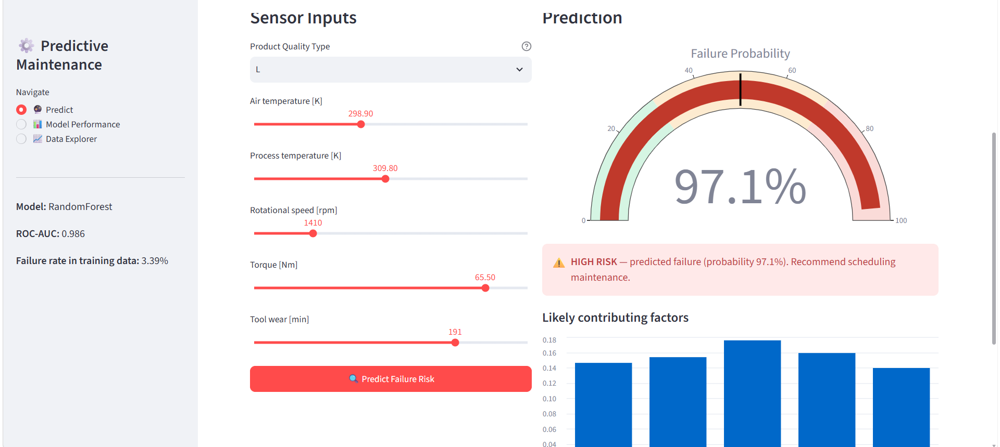 Predictive
Maintenance
Navigate
Predict
Model Performance
Data Explorer
Model: RandomForest
ROC-AUC: 0.986
Failure rate in training data: 3.39%
Sensor Inputs
Product Quality Type
L
Air temperature [K]
298.90
Process temperature [K]
309.80
Rotational speed [rpm]
1410
Torque [Nm]
65.50
Tool wear [min]
191
Predict Failure Risk
Prediction
Failure Probability
0
20
40
60
80
100
97.1%
HIGH RISK — predicted failure (probability 97.1%). Recommend scheduling
maintenance.
Likely contributing factors
0.18
0.16
0.14
0.12
0.10
0.08
0.06
0.04